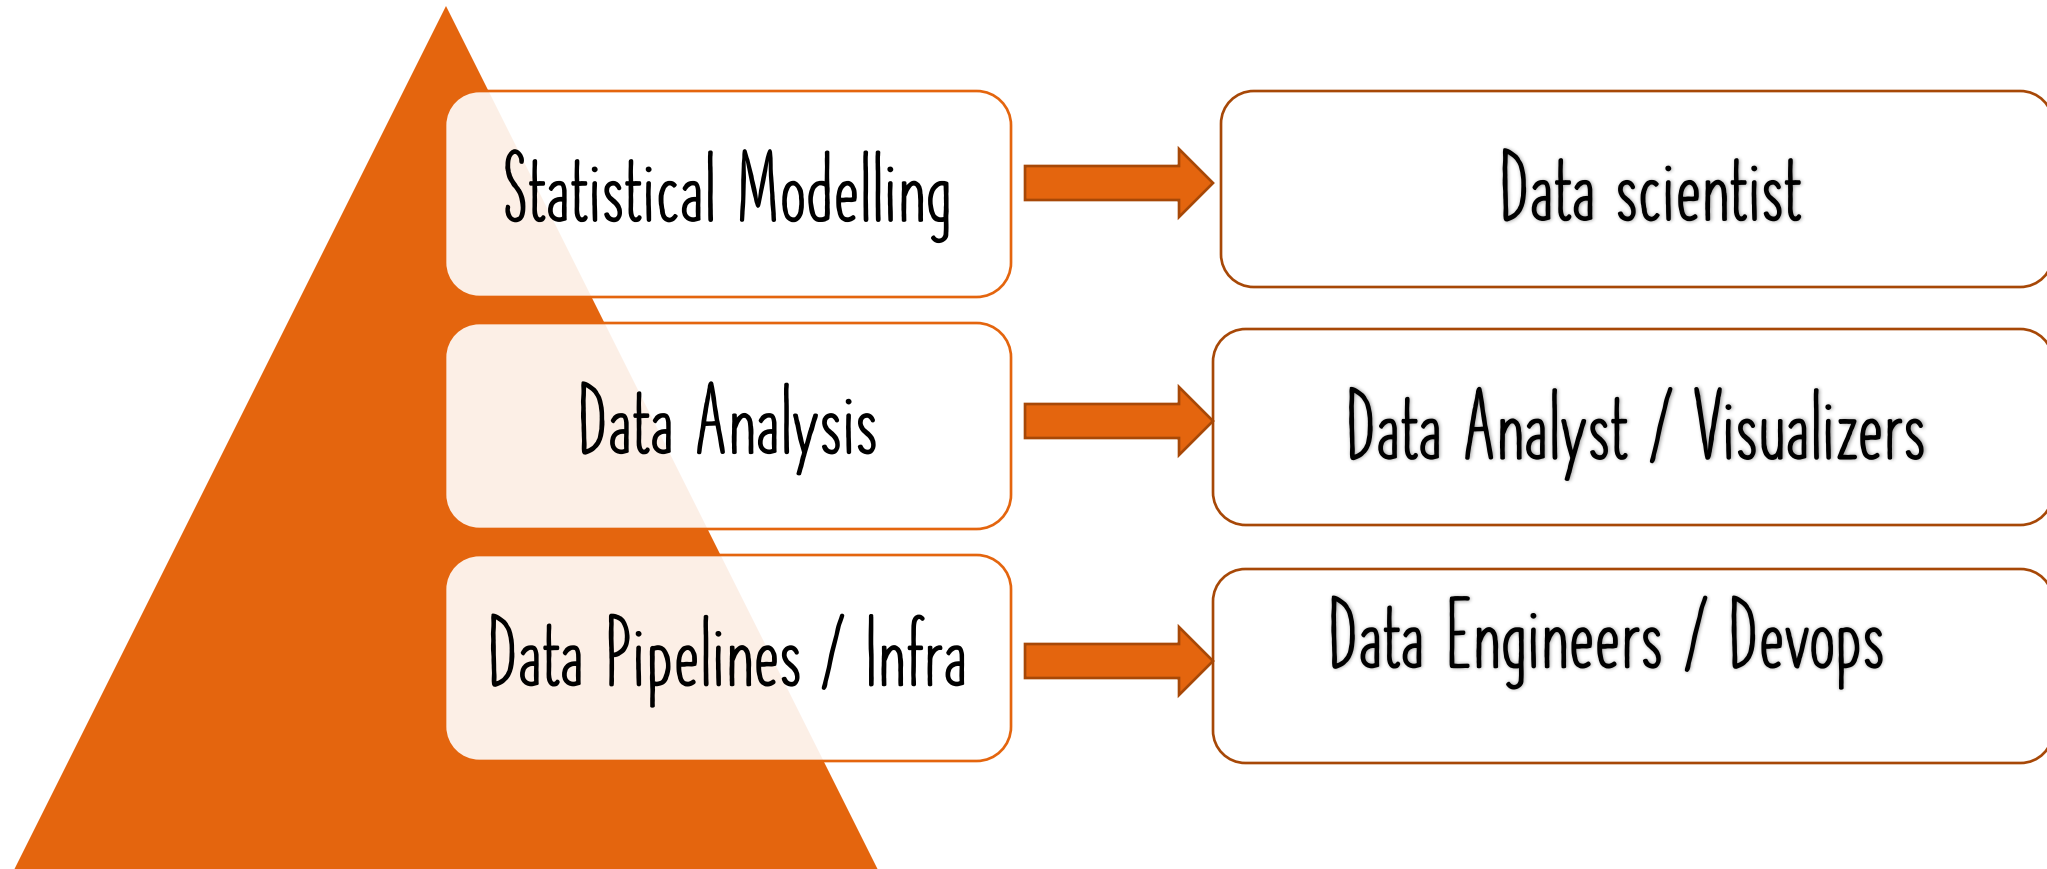 Statistical Modelling
Data scientist
Data Analysis
Data Analyst / Visualizers
Data Pipelines / Infra
Data Engineers / Devops